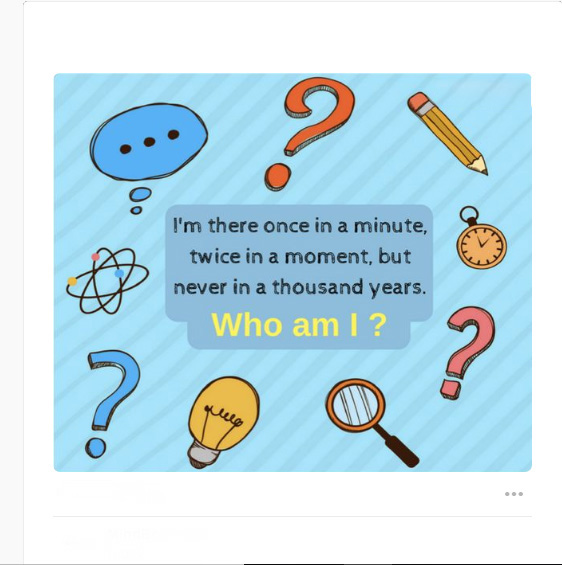 I'm there once in a minute,
twice in a moment, but
never in a thousand years.
Who am I ?